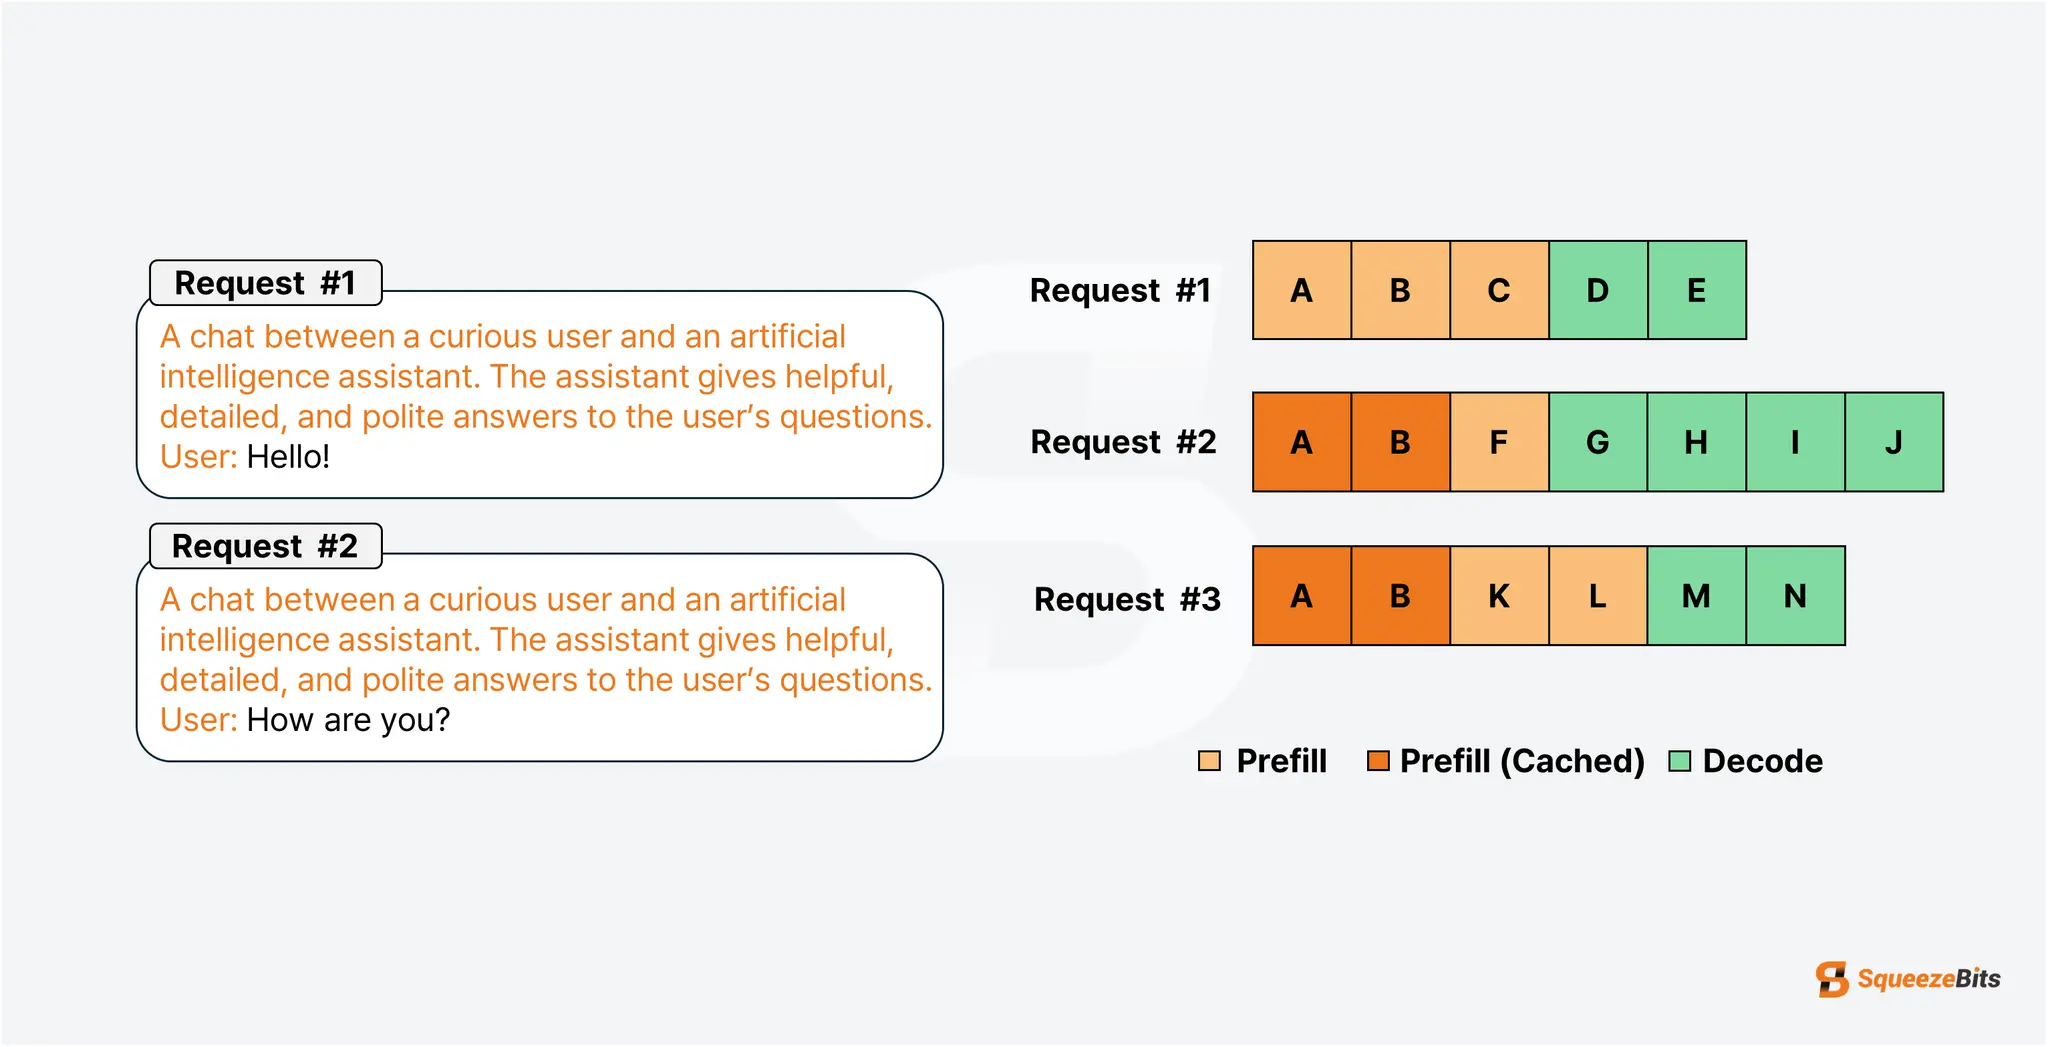 Request #1
A chat between a curious user and an artificial
intelligence assistant. The assistant gives helpful,
detailed, and polite answers to the user’s questions.
User: Hello!
Request #2
A chat between a curious user and an artificial
intelligence assistant. The assistant gives helpful,
detailed, and polite answers to the user’s questions.
User: How are you?
Request #1 A B C D E
Request #2 A B F G H I J
Request #3 A B K L M N
Prefill Prefill (Cached) Decode
SqueezeBits